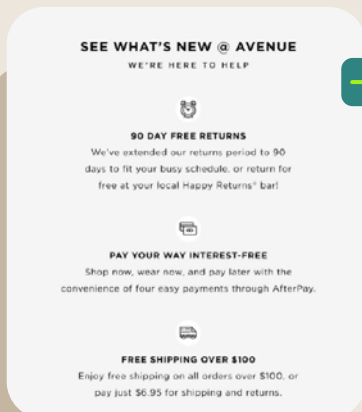 SEE WHAT'S NEW @ AVENUE
WE'RE HERE TO HELP
90 DAY FREE RETURNS
We've extended our returns period to 90
days to fit your busy schedule, or return for
free at your local Happy Returns® bar!
PAY YOUR WAY INTEREST-FREE
Shop now, wear now, and pay later with the
convenience of four easy payments through AfterPay.
FREE SHIPPING OVER $100
Enjoy free shipping on all orders over $100, or
pay just $6.95 for shipping and returns.